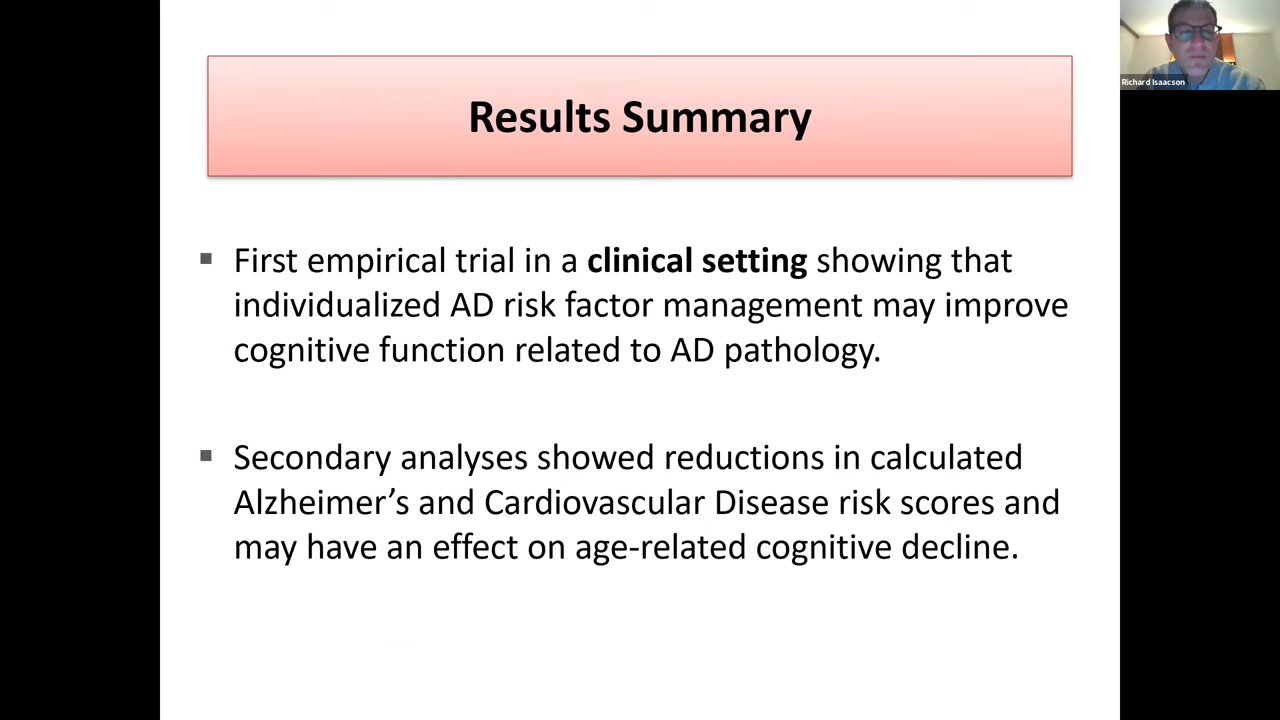 Richard Isaacson
Results Summary
First empirical trial in a clinical setting showing that
individualized AD risk factor management may improve
cognitive function related to AD pathology.
Secondary analyses showed reductions in calculated
Alzheimer’s and Cardiovascular Disease risk scores and
may have an effect on age-related cognitive decline.